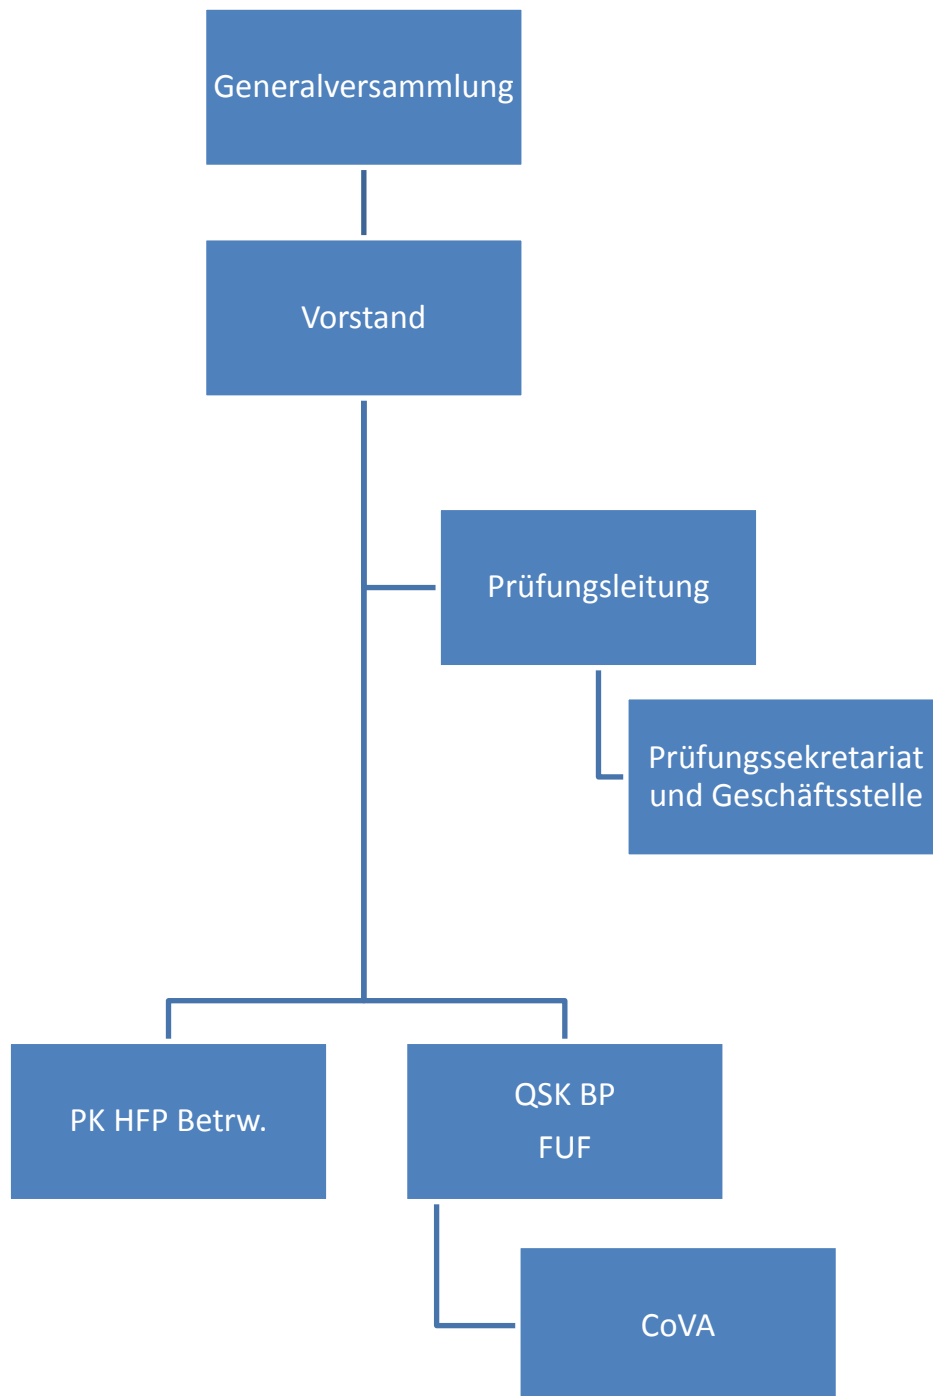 Generalversammlung
Vorstand
Prüfungsleitung
Prüfungssekretariat
und Geschäftsstelle
PK HFP Betrw.
QSK BP
FUF
CoVA